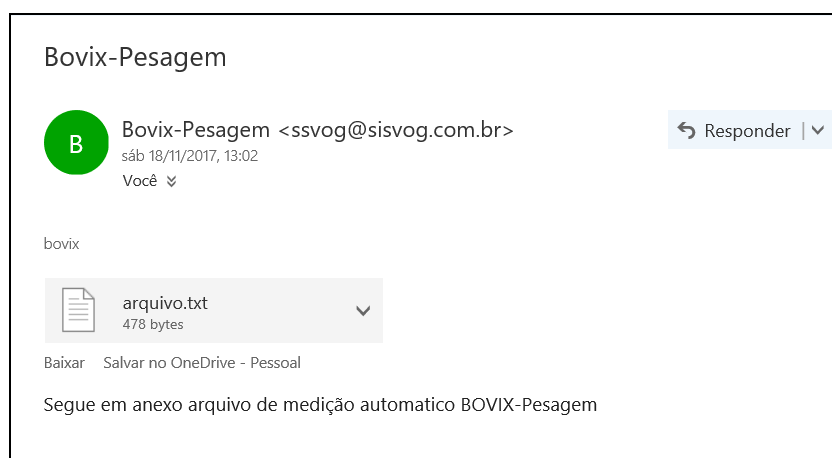 Bovix-Pesagem
B
Bovix-Pesagem <ssvog@sisvog.com.br>
sáb 18/11/2017, 13:02
Você
Responder
bovix
arquivo.txt
478 bytes
Baixar Salvar no OneDrive - Pessoal
Segue em anexo arquivo de medição automatico BOVIX-Pesagem